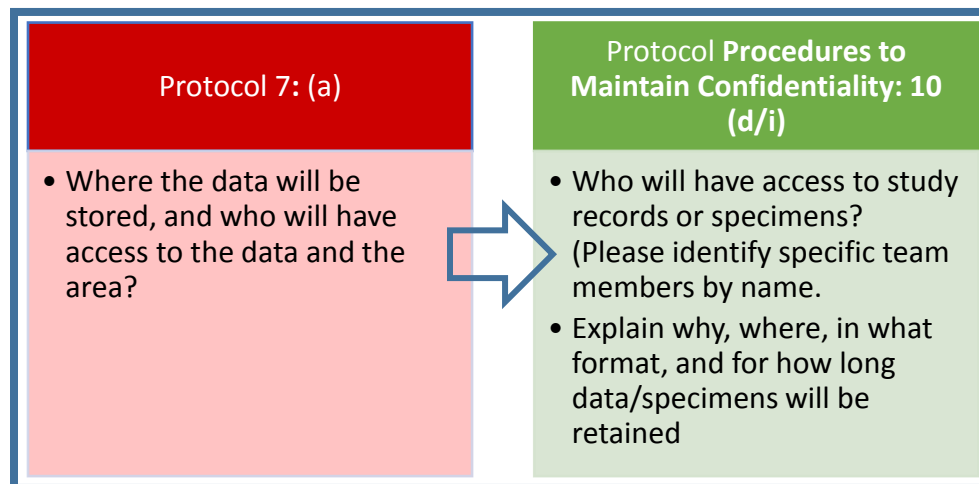 Protocol 7: (a)
• Where the data will be
stored, and who will have
access to the data and the
area?
Protocol Procedures to
Maintain Confidentiality: 10
(d/i)
• Who will have access to study
records or specimens?
(Please identify specific team
members by name.
• Explain why, where, in what
format, and for how long
data/specimens will be
retained